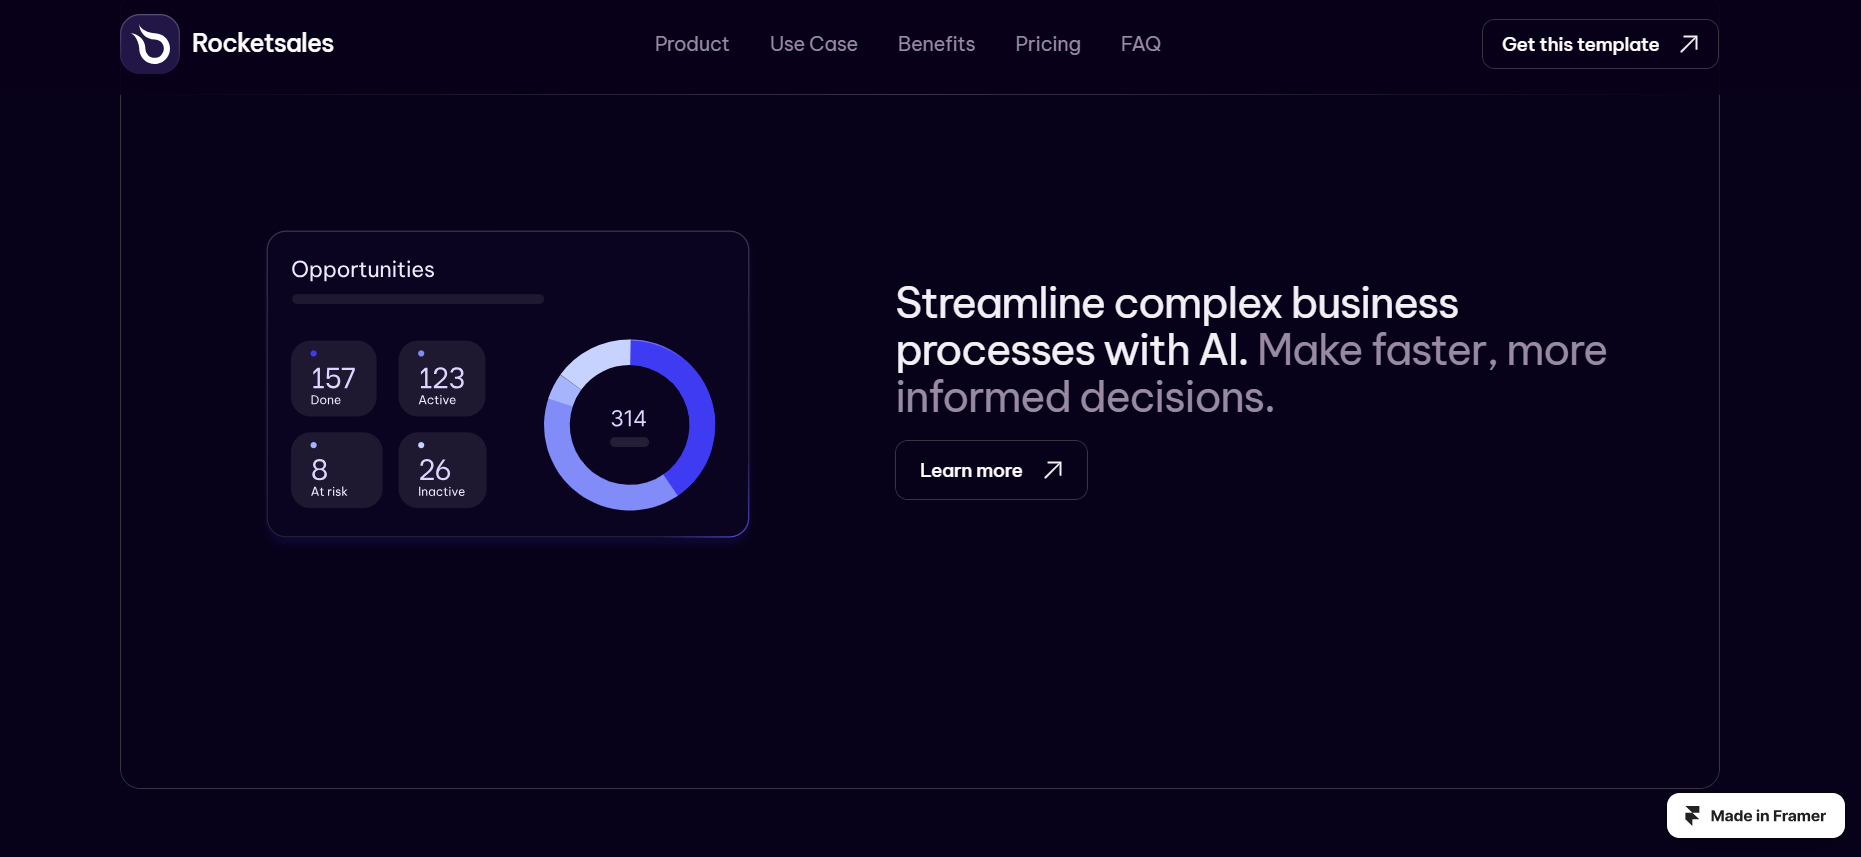 Rocketsales
Product
Use Case
Benefits
Pricing
FAQ
Get this template
Opportunities
157
Done
123
Active
8
At risk
26
Inactive
314
Streamline complex business
processes with AI. Make faster, more
informed decisions.
Learn more
Made in Framer